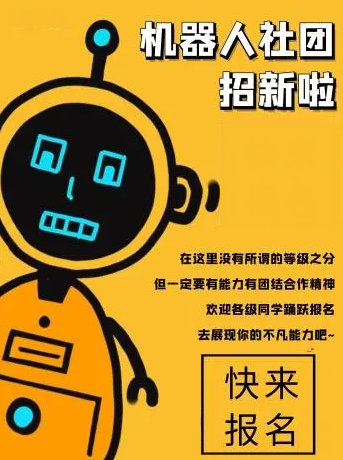 机器人社团
招新啦
在这里没有所谓的等级之分
但一定要有能力有团结合作精神
欢迎各级同学踊跃报名
去展现你的不凡能力吧~
快来
报名